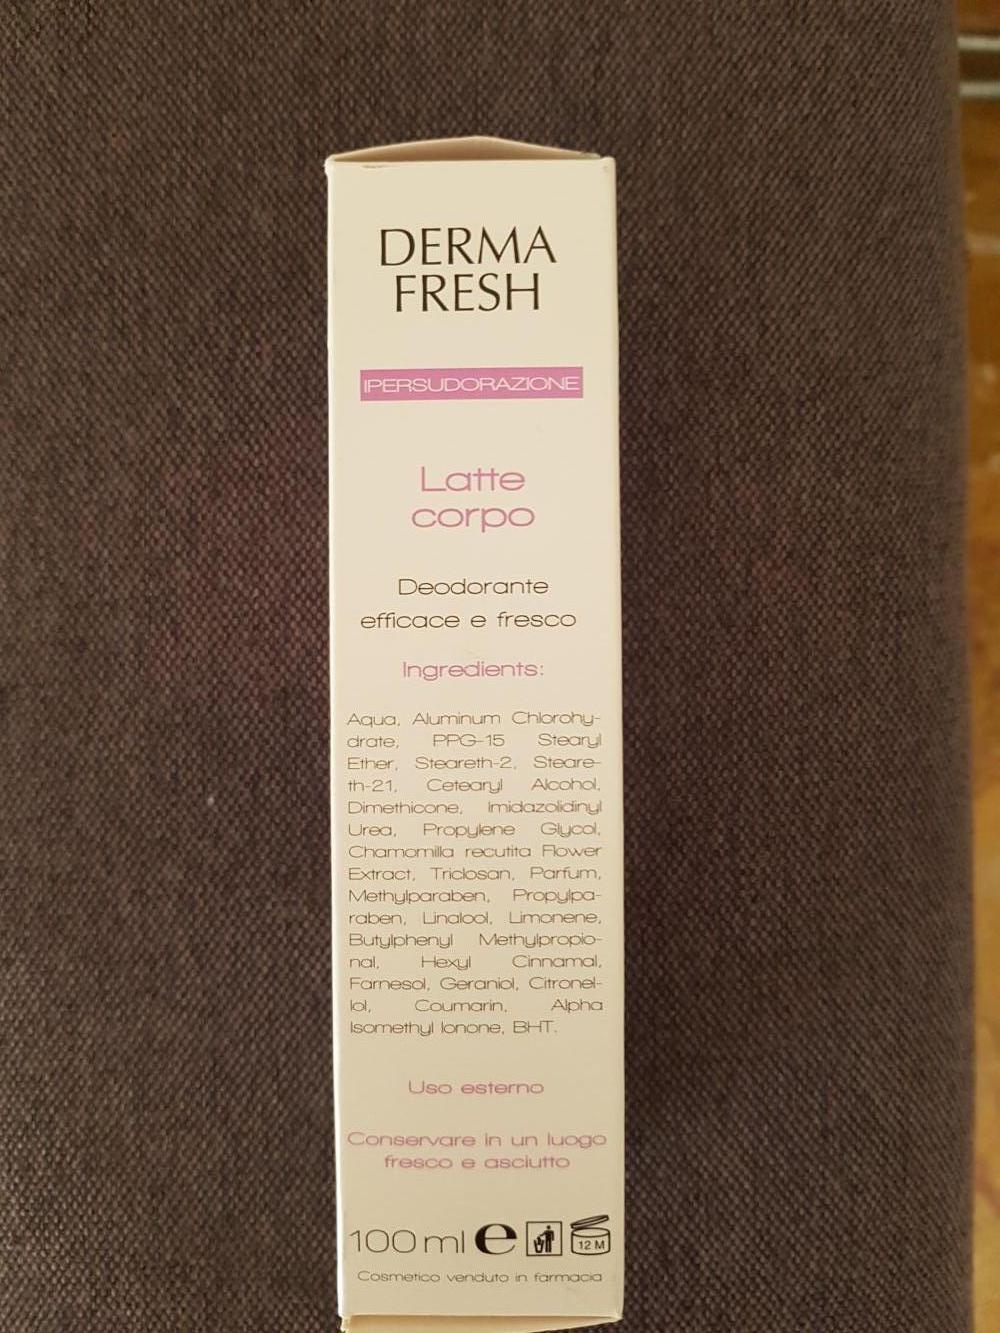 DERMA
FRESH
IPERSUDORAZIONE
Latte
corpo
Deodorante
efficace e fresco
Ingredients:
Aqua, Aluminum Chlorohy-
drate, PPG-15 Stearyl
Ether, Steareth-2, Steare-
th-21, Cetearyl Alcohol,
Dimethicone, Imidazolidinyl
Urea, Propylene Glycol,
Chamomilla recutita Flower
Extract, Triclosan, Parfum,
Methylparaben, Propylpa-
raben, Linalool, Limonene,
Butylphenyl Methylpropio-
nal, Hexyl Cinnamal,
Farnesol, Geraniol, Citronel-
lol, Coumarin, Alpha
Isomethyl Ionone, BHT.
Uso esterno
Conservare in un luogo
fresco e asciutto
100 ml e 12 M
Cosmetico venduto in farmacia